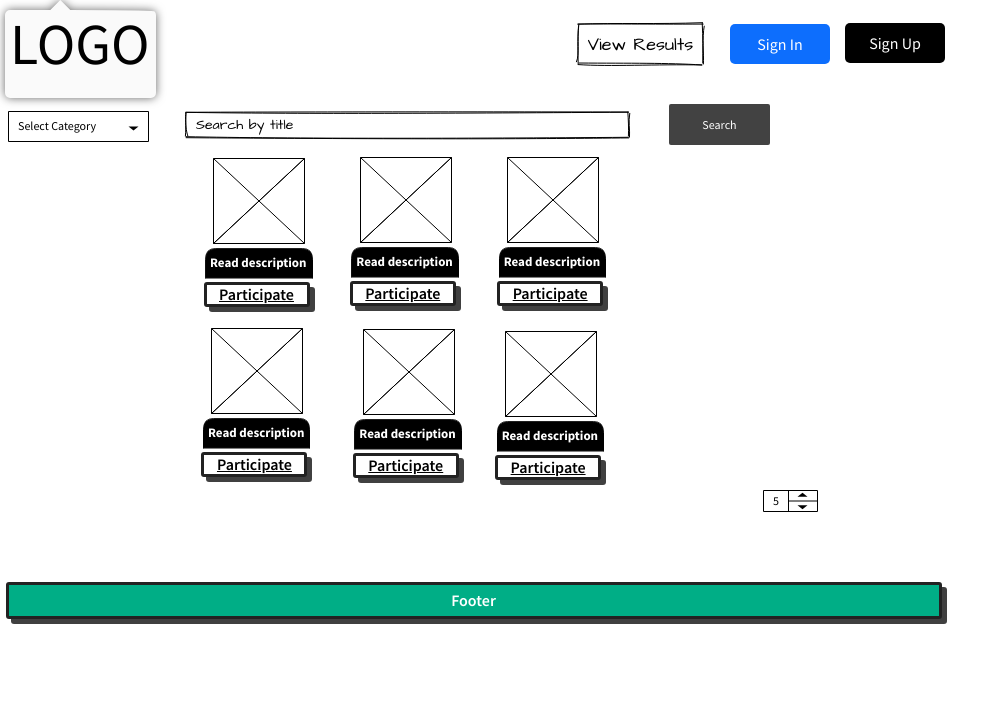 LOGO
View Results
Sign In
Sign Up
Select Category
Search by title
Search
Read description
Read description
Read description
Participate
Participate
Participate
Read description
Read description
Read description
Participate
Participate
Participate
5
Footer